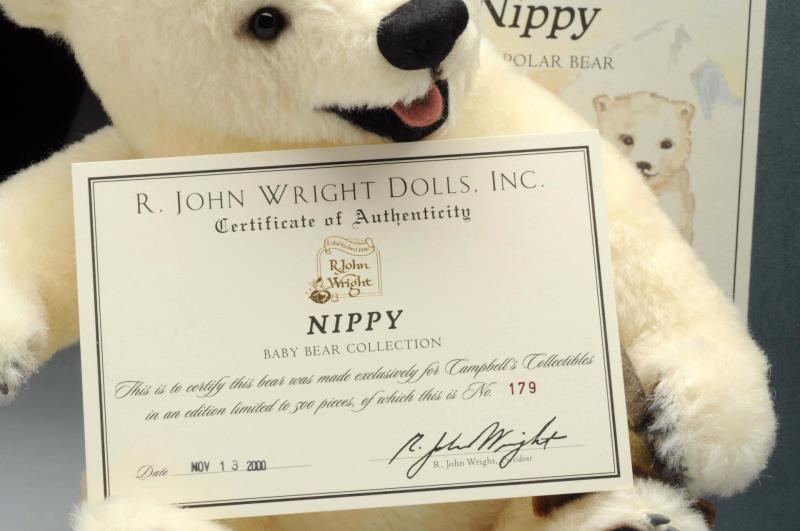 Nippy
POLAR BEAR
R. JOHN WRIGHT DOLLS, INC.
Certificate of Authenticity
Established 1976
R. John
Wright
NIPPY
BABY BEAR COLLECTION
This is to certify this bear was made exclusively for Campbell's Collectibles
in an edition limited to 500 pieces, of which this is No. 179
Date NOV 13 2000
R. John Wright
R. John Wright, President